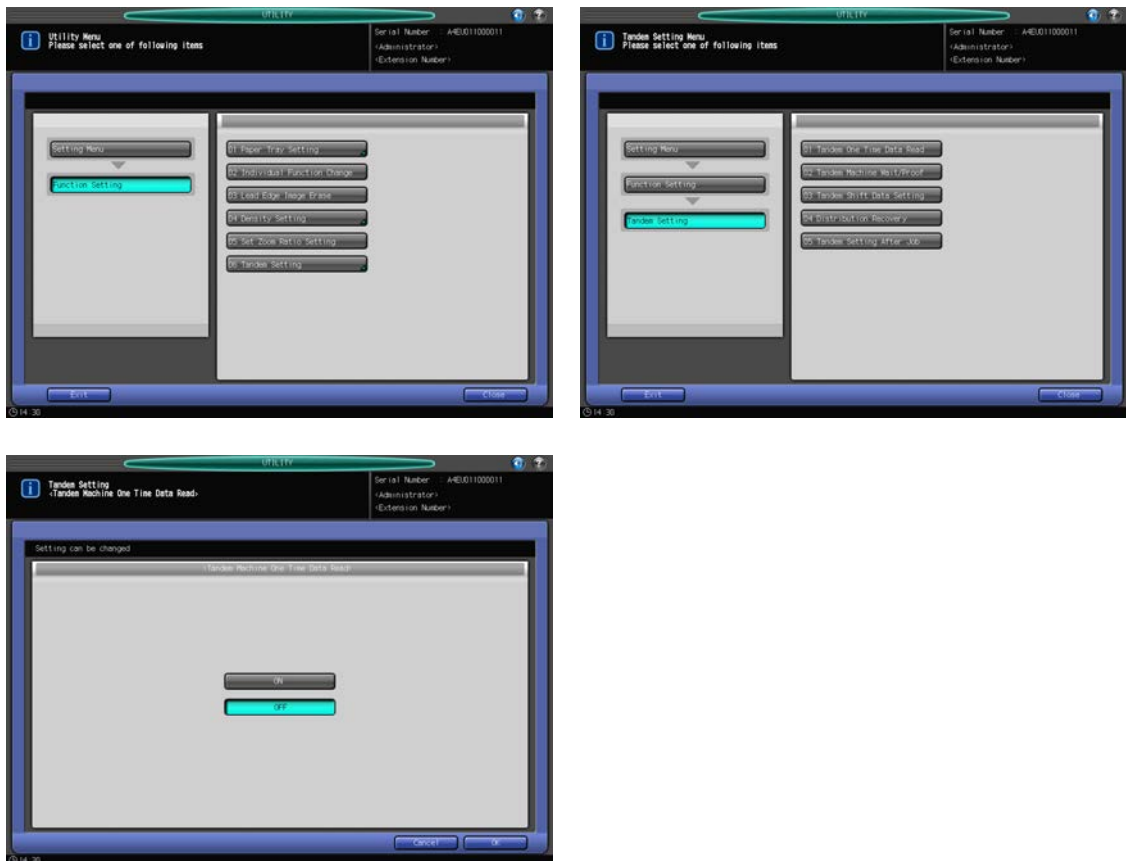 UTILITY
Utility Menu
Please select one of following items
Serial Number : A4EU011000011
<Administrator>
<Extension Number>
Setting Menu
Function Setting
01 Paper Tray Setting
02 Individual Function Change
03 Lead Edge Image Erase
04 Density Setting
05 Set Zoom Ratio Setting
06 Tandem Setting
Exit
Close
14:30
UTILITY
Tandem Setting Menu
Please select one of following items
Serial Number : A4EU011000011
<Administrator>
<Extension Number>
Setting Menu
Function Setting
Tandem Setting
01 Tandem One Time Data Read
02 Tandem Machine Wait/Proof
03 Tandem Shift Data Setting
04 Distribution Recovery
05 Tandem Setting After Job
Exit
Close
14:30
UTILITY
Tandem Setting
<Tandem Machine One Time Data Read>
Serial Number : A4EU011000011
<Administrator>
<Extension Number>
Setting can be changed
<Tandem Machine One Time Data Read>
ON
OFF
Cancel
OK
14:30